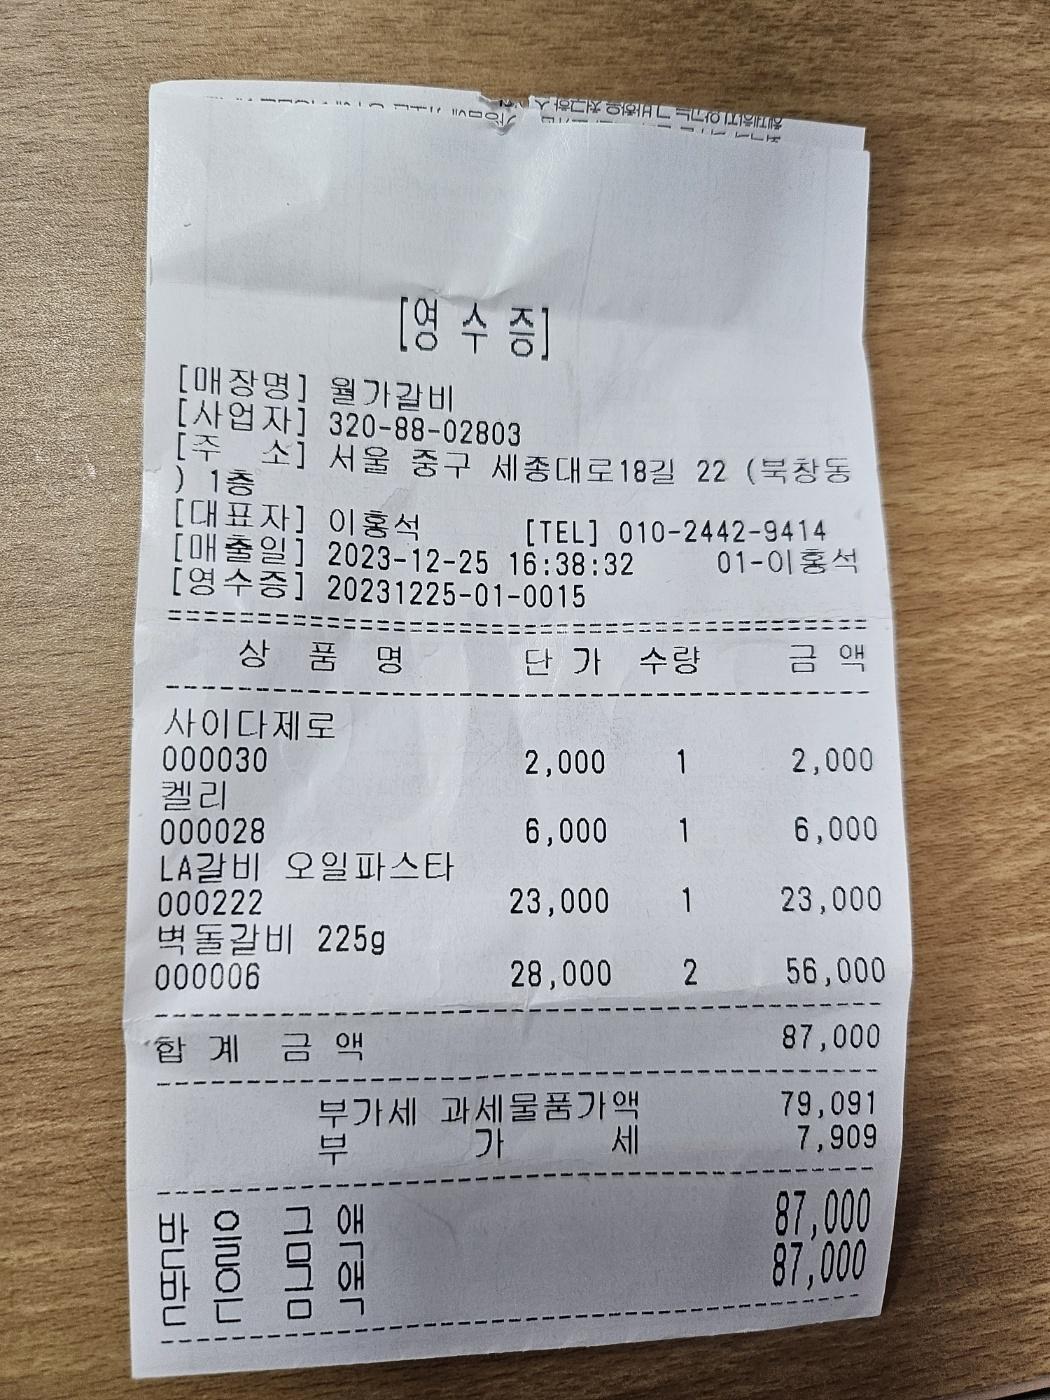 [영 수 증]
[매장명] 월가갈비
[사업자] 320-88-02803
[주 소] 서울 중구 세종대로18길 22 (북창동
) 1층
[대표자] 이홍석 [TEL] 010-2442-9414
[매출일] 2023-12-25 16:38:32 01-이홍석
[영수증] 20231225-01-0015
상 품 명 단 가 수량 금 액
사이다제로
000030 2,000 1 2,000
켈리
000028 6,000 1 6,000
LA갈비 오일파스타
000222 23,000 1 23,000
벽돌갈비 225g
000006 28,000 2 56,000
합 계 금 액 87,000
부가세 과세물품가액 79,091
부 가 세 7,909
받 을 금 액 87,000
받 은 금 액 87,000